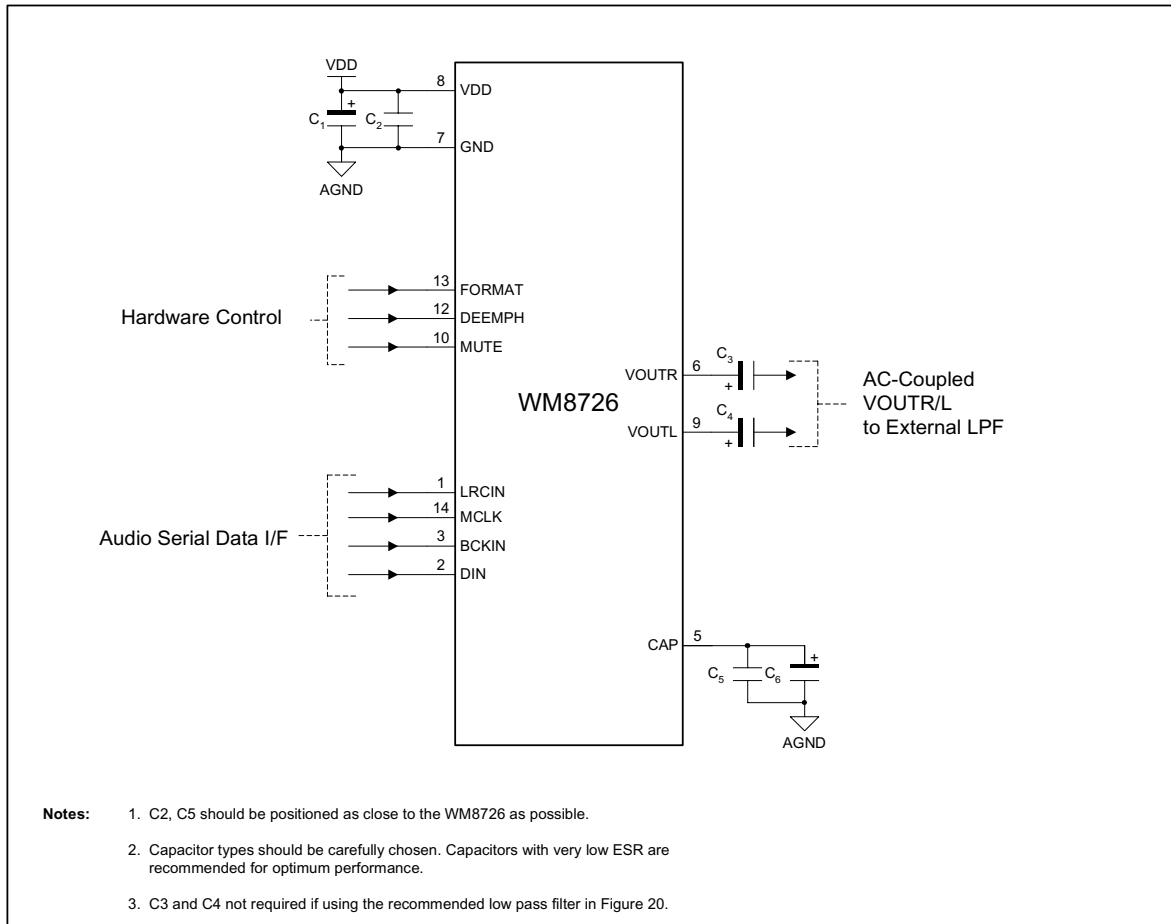 VDD
8
VDD
C1
+
C2
7
GND
AGND
Hardware Control
13
FORMAT
12
DEEMPH
10
MUTE
WM8726
VOUTR
6
C3
+
VOUTL
9
C4
+
AC-Coupled
VOUTR/L
to External LPF
Audio Serial Data I/F
1
LRCIN
14
MCLK
3
BCKIN
2
DIN
CAP
5
C5
C6
+
AGND
Notes: 1. C2, C5 should be positioned as close to the WM8726 as possible.
2. Capacitor types should be carefully chosen. Capacitors with very low ESR are
recommended for optimum performance.
3. C3 and C4 not required if using the recommended low pass filter in Figure 20.